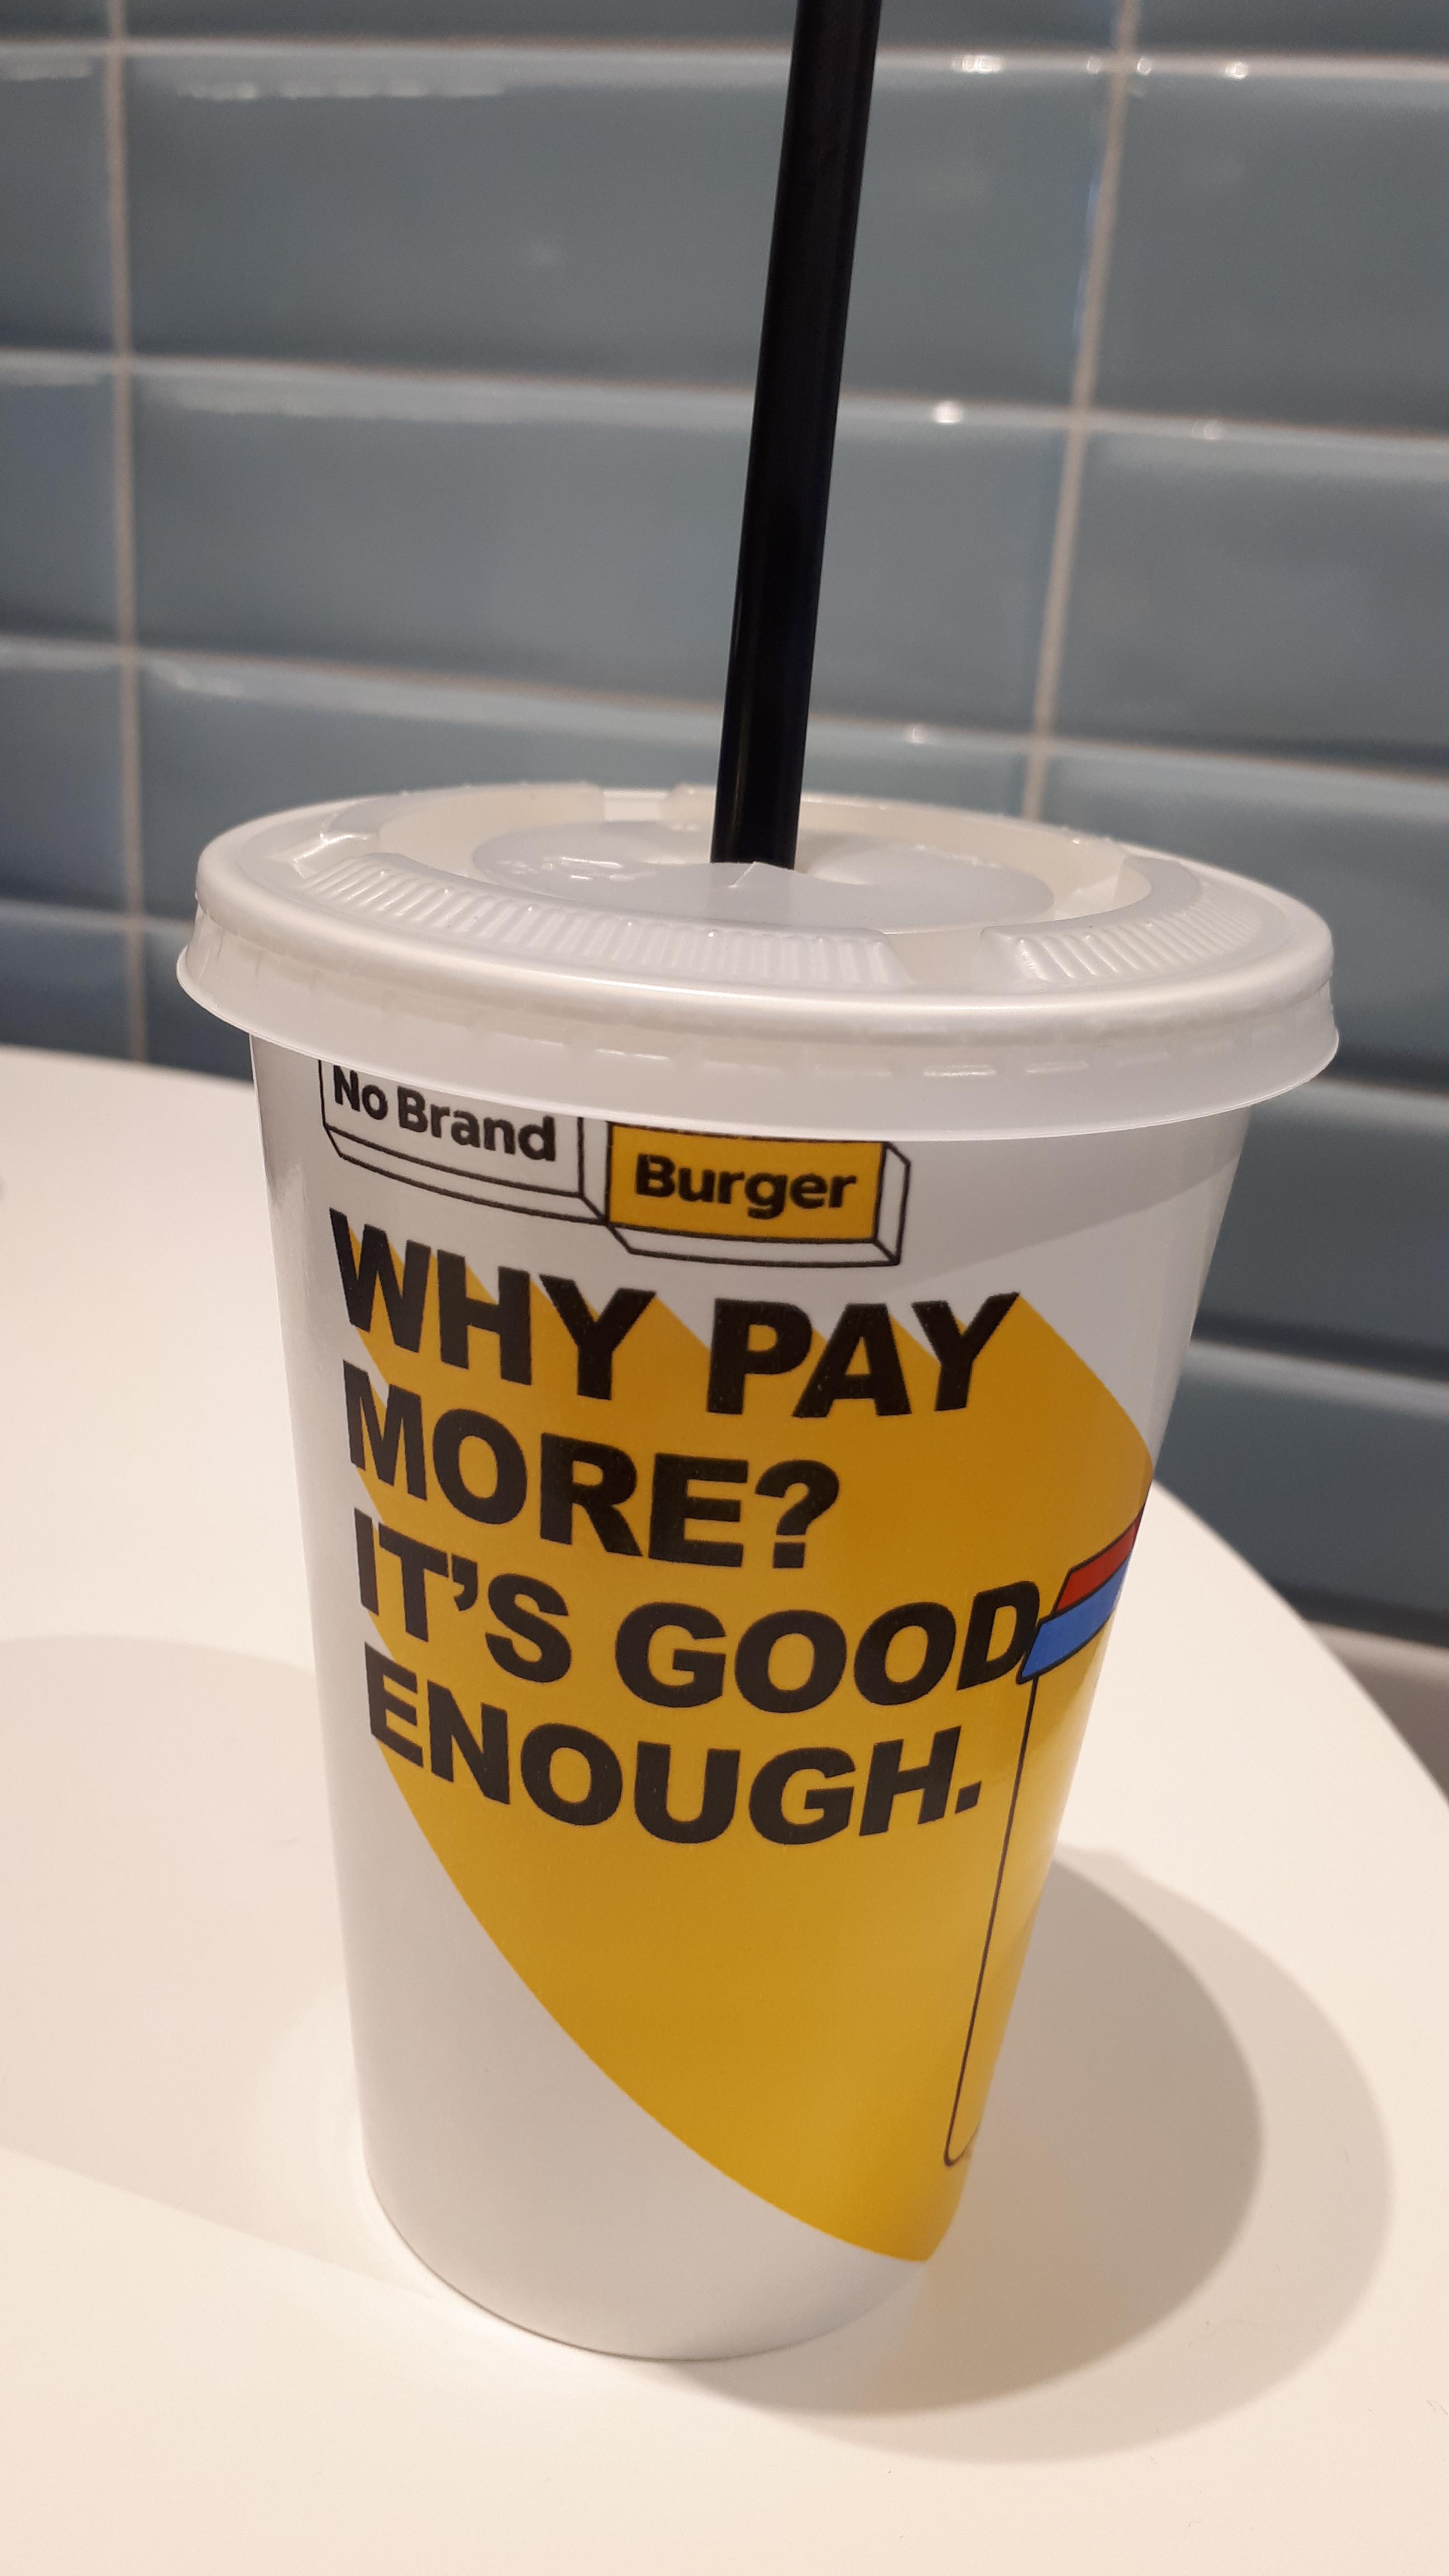 No Brand Burger
WHY PAY
MORE?
IT'S GOOD
ENOUGH.